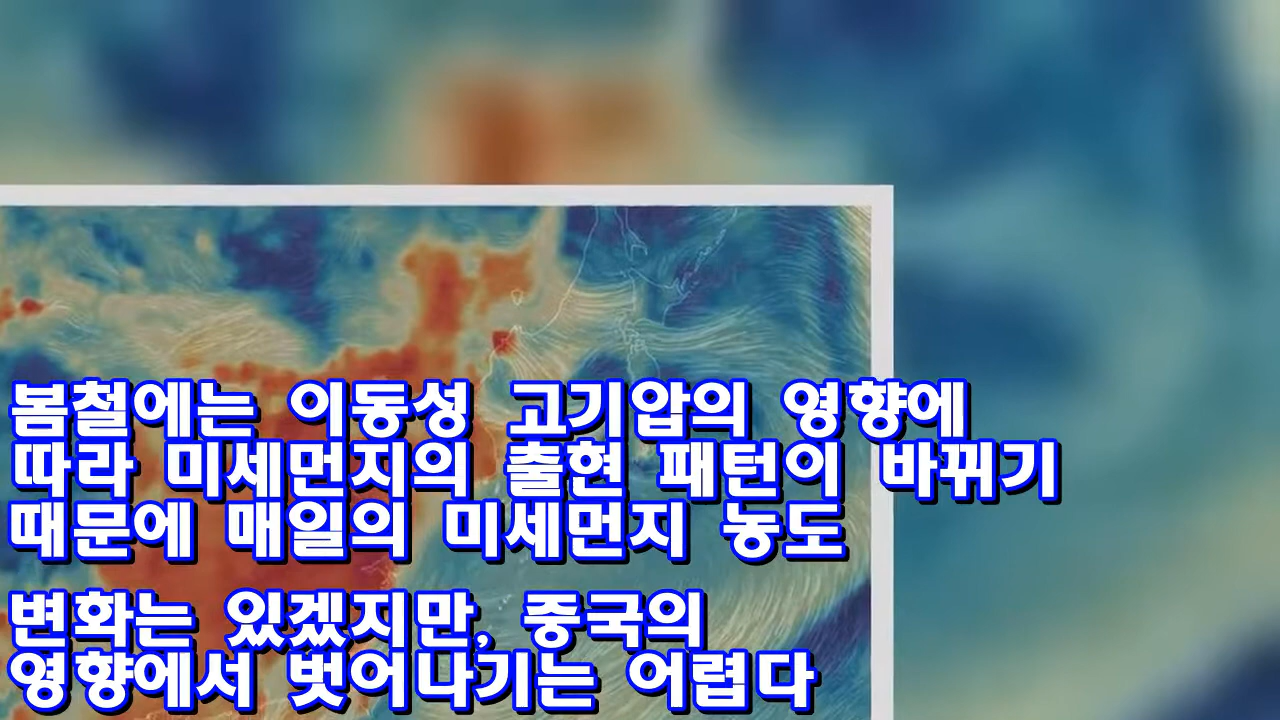 봄철에는 이동성 고기압의 영향에
따라 미세먼지의 출현 패턴이 바뀌기
때문에 매일의 미세먼지 농도
변화는 있겠지만, 중국의
영향에서 벗어나기는 어렵다